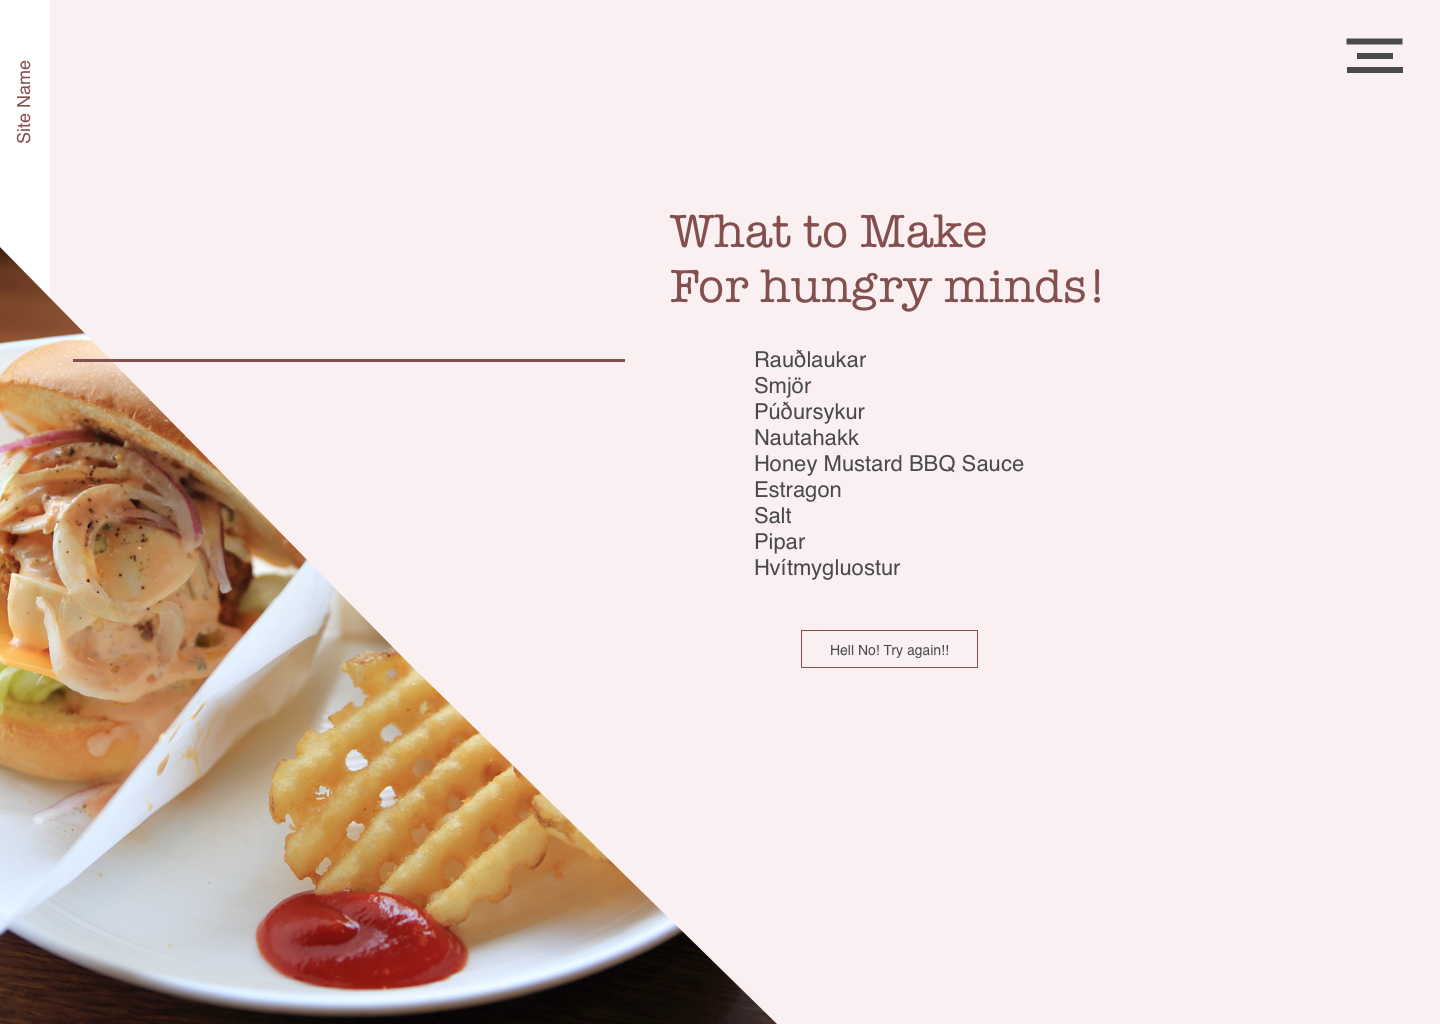 Site Name
What to Make
For hungry minds!
Rauðlaukar
Smjör
Púðursykur
Nautahakk
Honey Mustard BBQ Sauce
Estragon
Salt
Pipar
Hvítmygluostur
Hell No! Try again!!